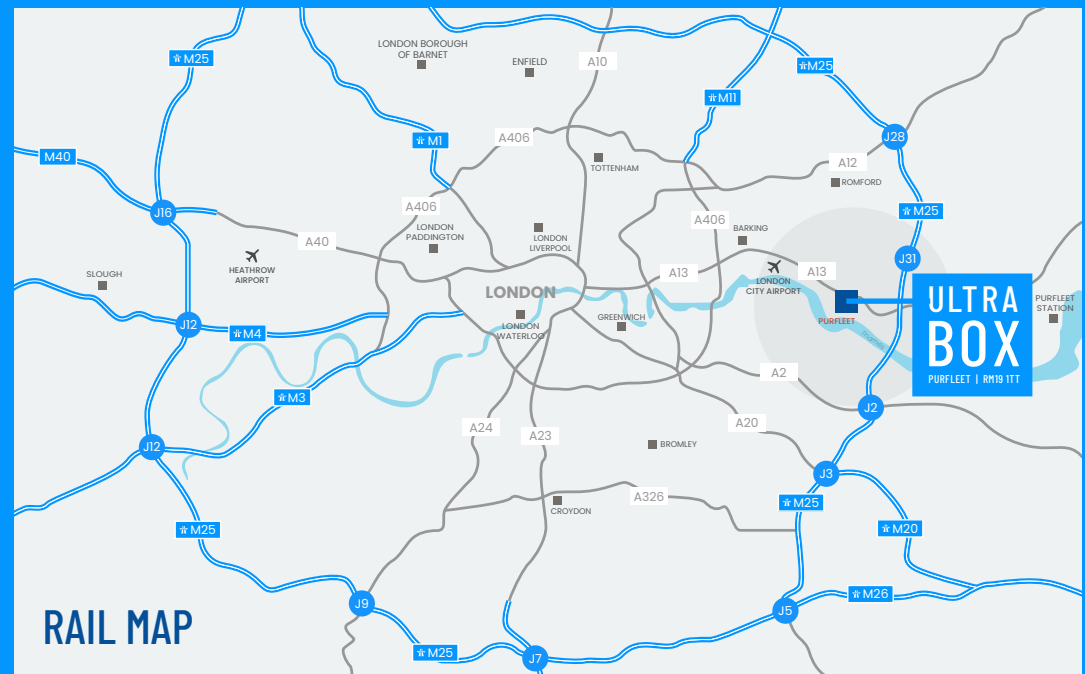 LONDON BOROUGH
OF BARNET
ENFIELD
A10
M25
M25
M11
M1
A406
J28
M40
TOTTENHAM
A12
ROMFORD
J16
A406
LONDON
PADDINGTON
A406
BARKING
M25
A40
LONDON
LIVERPOOL
J31
HEATHROW
AIRPORT
SLOUGH
A13
A13
LONDON
CITY AIRPORT
LONDON
ULTRA
BOX
PURFLEET | RM19 1TT
PURFLEET
STATION
PURFLEET
GREENWICH
J12
M4
LONDON
WATERLOO
Thames
A2
M3
J2
A24
A23
A20
J12
BROMLEY
J3
A326
M25
CROYDON
M25
M20
M26
J9
J5
RAIL MAP
M25
J7